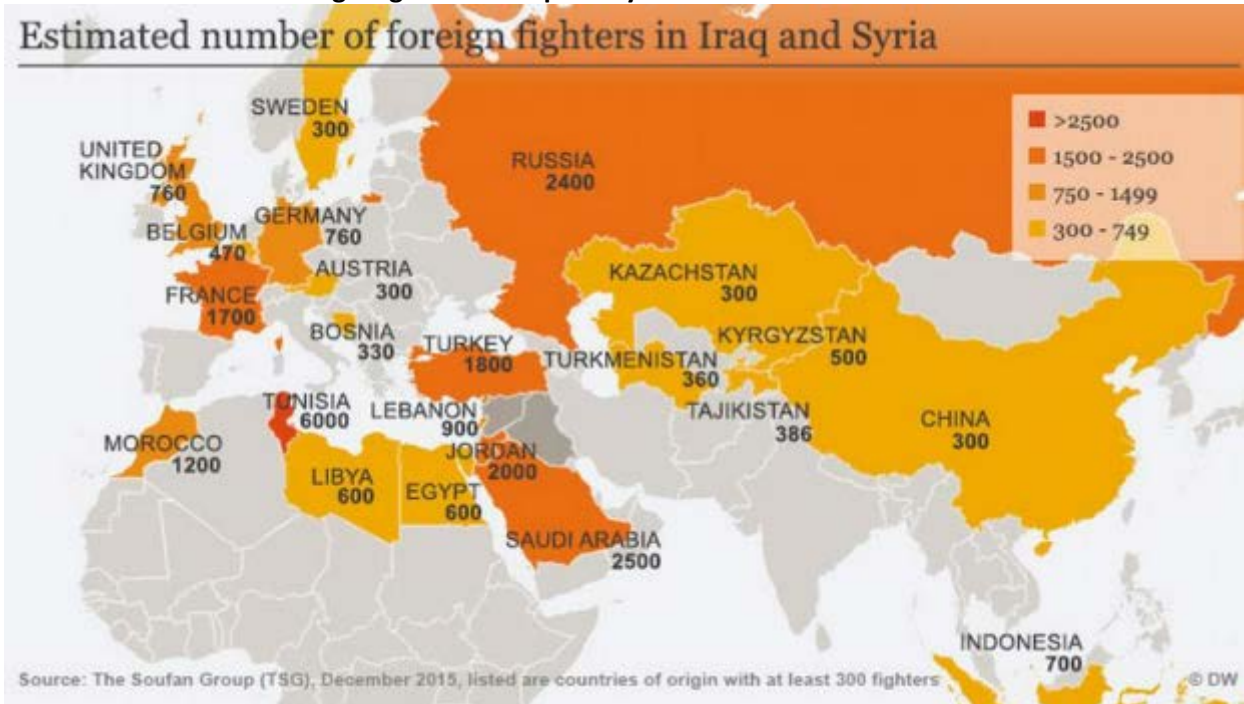 Estimated number of foreign fighters in Iraq and Syria
>2500
1500 - 2500
750 - 1499
300 - 749
SWEDEN
300
UNITED
KINGDOM
760
RUSSIA
2400
BELGIUM
470
GERMANY
760
AUSTRIA
300
FRANCE
1700
BOSNIA
330
KAZACHSTAN
300
KYRGYZSTAN
500
TURKEY
1800
TURKMENISTAN
360
TAJIKISTAN
386
CHINA
300
TUNISIA
6000
LEBANON
900
MOROCCO
1200
JORDAN
2000
LIBYA
600
EGYPT
600
SAUDI ARABIA
2500
INDONESIA
700
Source: The Soufan Group (TSG), December 2015, listed are countries of origin with at least 300 fighters
© DW